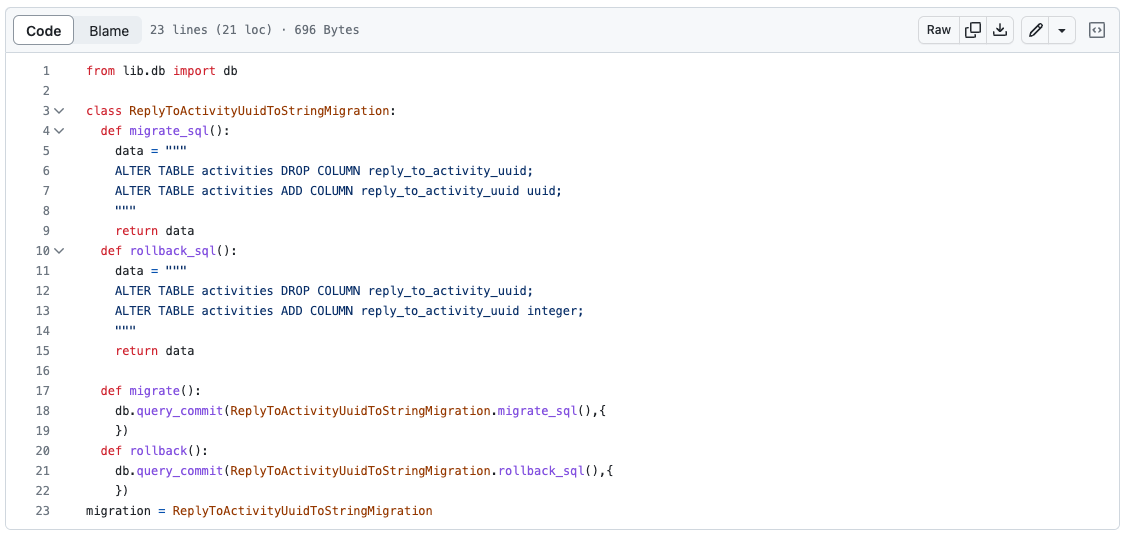 Code Blame 23 lines (21 loc) · 696 Bytes Raw
1 from lib.db import db
2
3 class ReplyToActivityUuidToStringMigration:
4 def migrate_sql():
5 data = """
6 ALTER TABLE activities DROP COLUMN reply_to_activity_uuid;
7 ALTER TABLE activities ADD COLUMN reply_to_activity_uuid uuid;
8 """
9 return data
10 def rollback_sql():
11 data = """
12 ALTER TABLE activities DROP COLUMN reply_to_activity_uuid;
13 ALTER TABLE activities ADD COLUMN reply_to_activity_uuid integer;
14 """
15 return data
16
17 def migrate():
18 db.query_commit(ReplyToActivityUuidToStringMigration.migrate_sql(),{
19 })
20 def rollback():
21 db.query_commit(ReplyToActivityUuidToStringMigration.rollback_sql(),{
22 })
23 migration = ReplyToActivityUuidToStringMigration